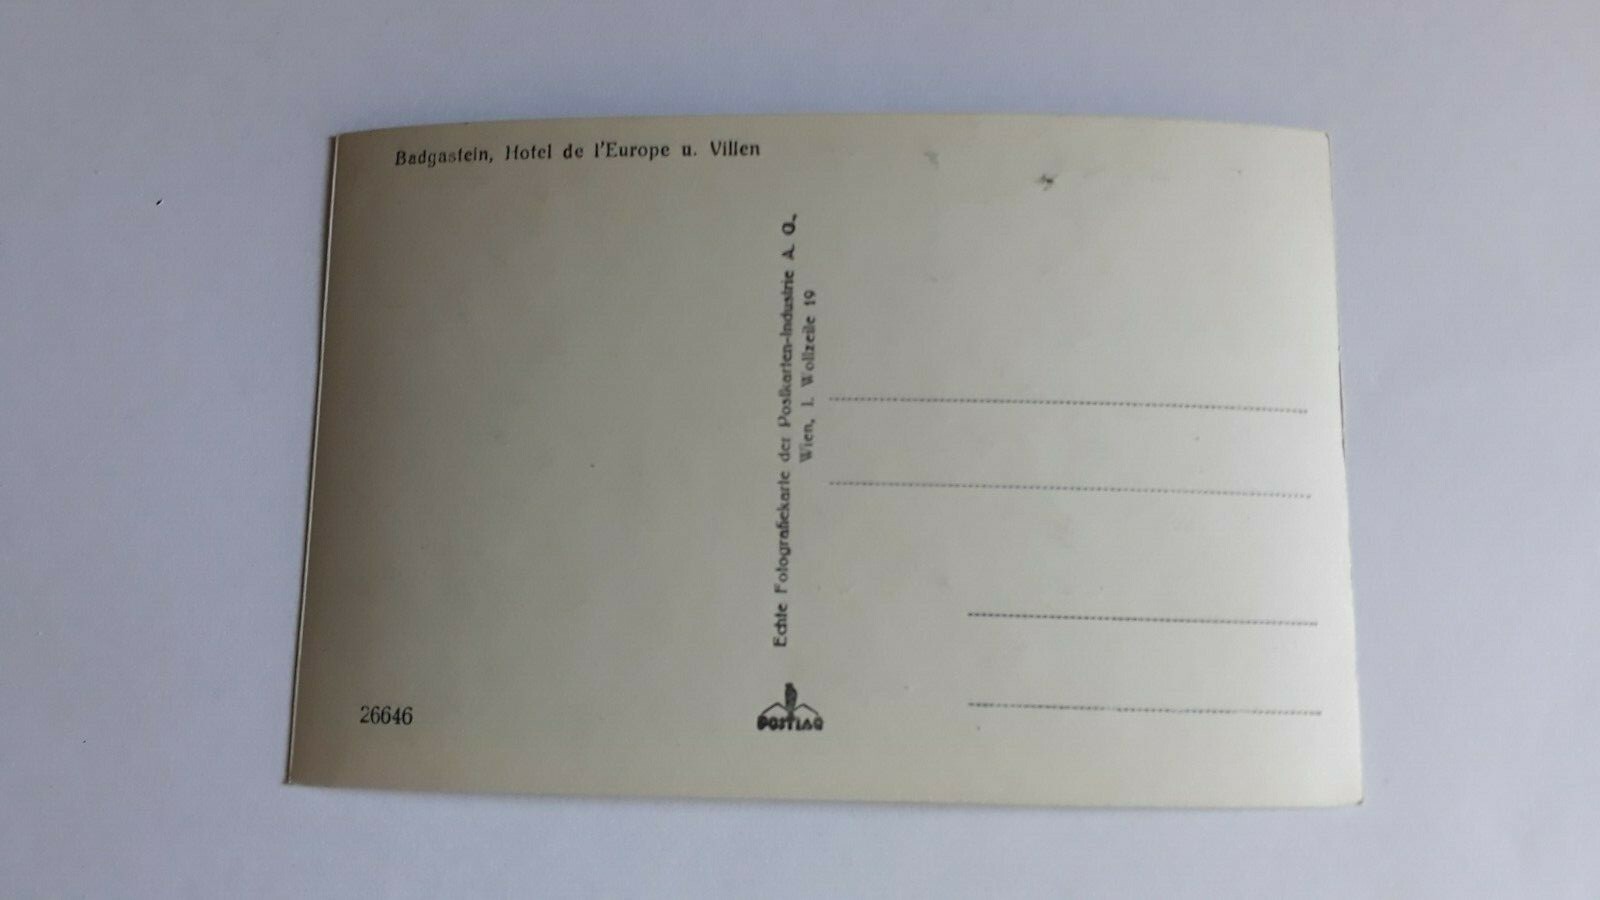 Badgastein, Hotel de l'Europe u. Villen
Echte Fotografiekarte der Postkarten-Industrie A. G.
Wien, I. Wollzeile 19
26646
POSTIAG